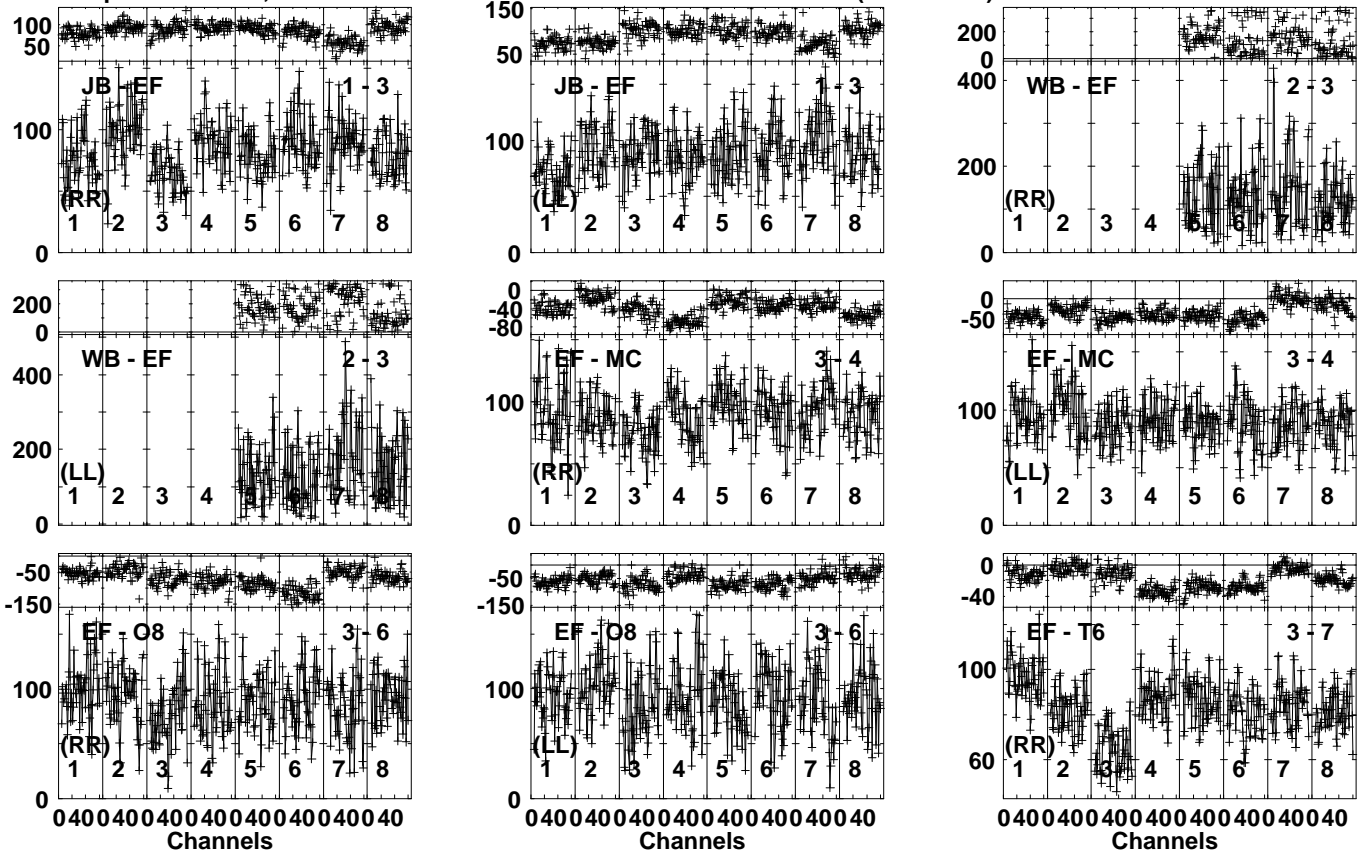 100 50 150 50 200 0
JB - EF 1 - 3 JB - EF 1 - 3 WB - EF 2 - 3
100 100 400 200
(RR) (LL) (RR)
1 2 3 4 5 6 7 8 1 2 3 4 5 6 7 8 1 2 3 4 5 6 7 8
0 0 0
200 0 0 -40 -80 0 -50
WB - EF 2 - 3 EF - MC 3 - 4 EF - MC 3 - 4
400 200 100 100
(LL) (RR) (LL)
1 2 3 4 5 6 7 8 1 2 3 4 5 6 7 8 1 2 3 4 5 6 7 8
0 0 0
-50 -150 -50 -150 0 -40
EF - O8 3 - 6 EF - O8 3 - 6 EF - T6 3 - 7
100 100 100 60
(RR) (LL) (RR)
1 2 3 4 5 6 7 8 1 2 3 4 5 6 7 8 1 2 3 4 5 6 7 8
0 0
0 40 0 40 0 40 0 40 0 40 0 40 0 40 0 40 0 40 0 40 0 40 0 40 0 40 0 40 0 40 0 40 0 40 0 40 0 40 0 40 0 40 0 40 0 40 0 40
Channels Channels Channels